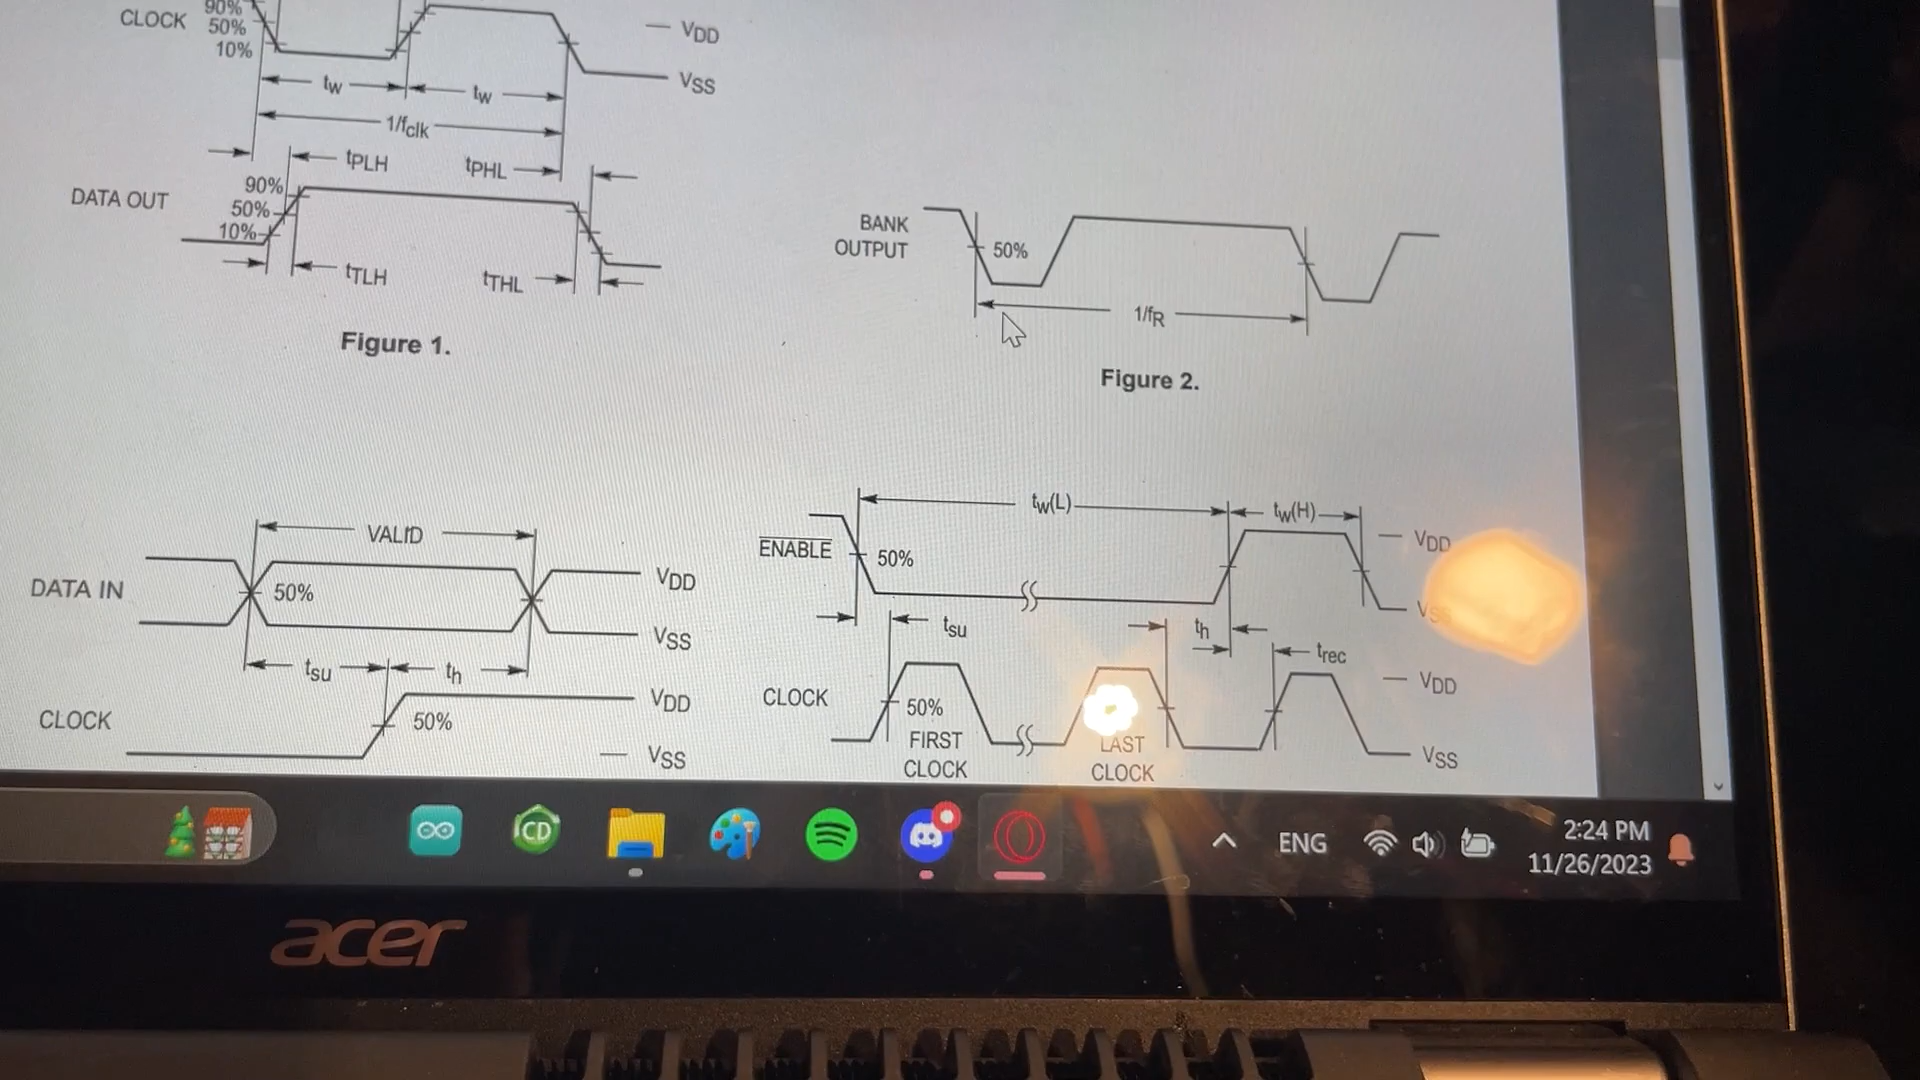 CLOCK
90%
50%
10%
VDD
VSS
tw
tw
1/fclk
tPLH
tPHL
DATA OUT
90%
50%
10%
tTLH
tTHL
Figure 1.
BANK
OUTPUT
50%
1/fR
Figure 2.
VALID
DATA IN
50%
VDD
VSS
tsu
th
CLOCK
50%
VDD
VSS
tw(L)
tw(H)
ENABLE
50%
VDD
VSS
tsu
th
trec
CLOCK
50%
FIRST
CLOCK
LAST
CLOCK
VDD
VSS
CD
ENG
2:24 PM
11/26/2023
acer